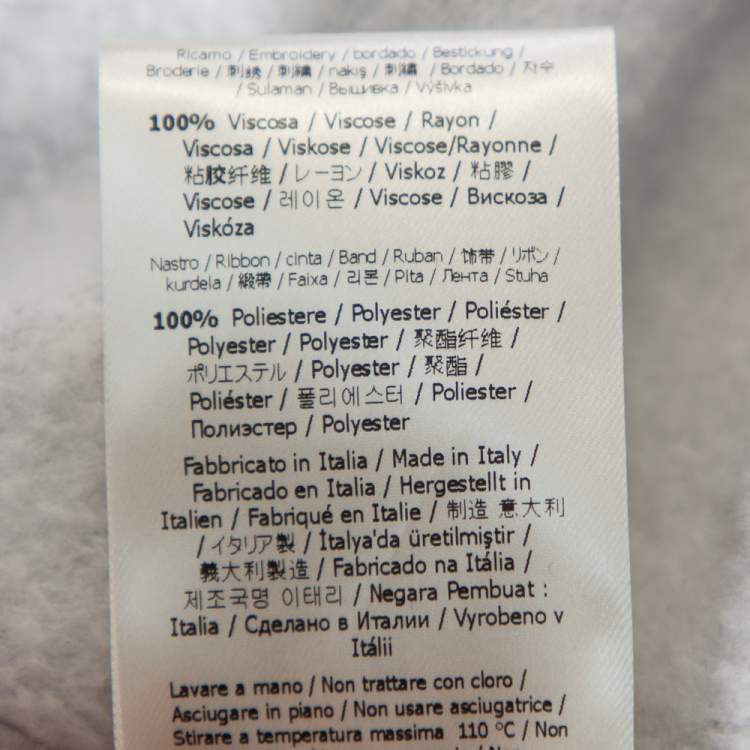 Ricamo / Embroidery / bordado / Bestickung /
Broderie / 刺绣 / 刺繍 / nakış / 刺繡 / Bordado / 자수
/ Sulaman / Вышивка / Výšivka
100% Viscosa / Viscose / Rayon /
Viscosa / Viskose / Viscose/Rayonne /
粘胶纤维 / レーヨン / Viskoz / 粘膠 /
Viscose / 레이온 / Viscose / Вискоза /
Viskóza
Nastro / Ribbon / cinta / Band / Ruban / 饰带 / リボン /
kurdela / 緞帶 / Faixa / 리본 / Pita / Лента / Stuha
100% Poliestere / Polyester / Poliéster /
Polyester / Polyester / 聚酯纤维 /
ポリエステル / Polyester / 聚酯 /
Poliéster / 폴리에스터 / Poliester /
Полиэстер / Polyester
Fabbricato in Italia / Made in Italy /
Fabricado en Italia / Hergestellt in
Italien / Fabriqué en Italie / 制造 意大利
/ イタリア製 / İtalya'da üretilmiştir /
義大利製造 / Fabricado na Itália /
제조국명 이태리 / Negara Pembuat :
Italia / Сделано в Италии / Vyrobeno v
Itálii
Lavare a mano / Non trattare con cloro /
Asciugare in piano / Non usare asciugatrice /
Stirare a temperatura massima 110 °C / Non